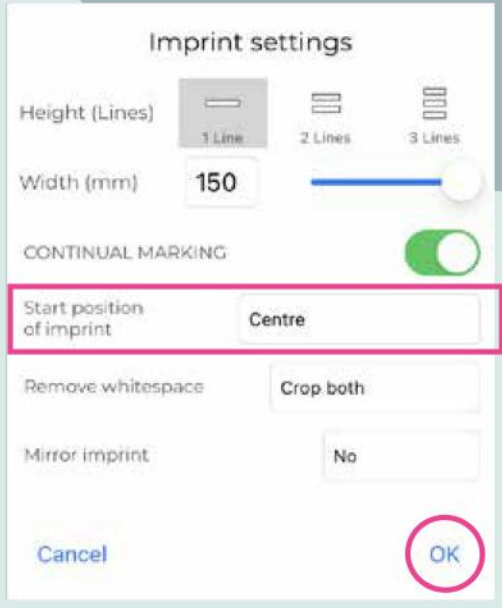 Imprint settings
Height (Lines)
1 Line
2 Lines
3 Lines
Width (mm)
150
CONTINUAL MARKING
Start position
of imprint
Centre
Remove whitespace
Crop both
Mirror imprint
No
Cancel
OK